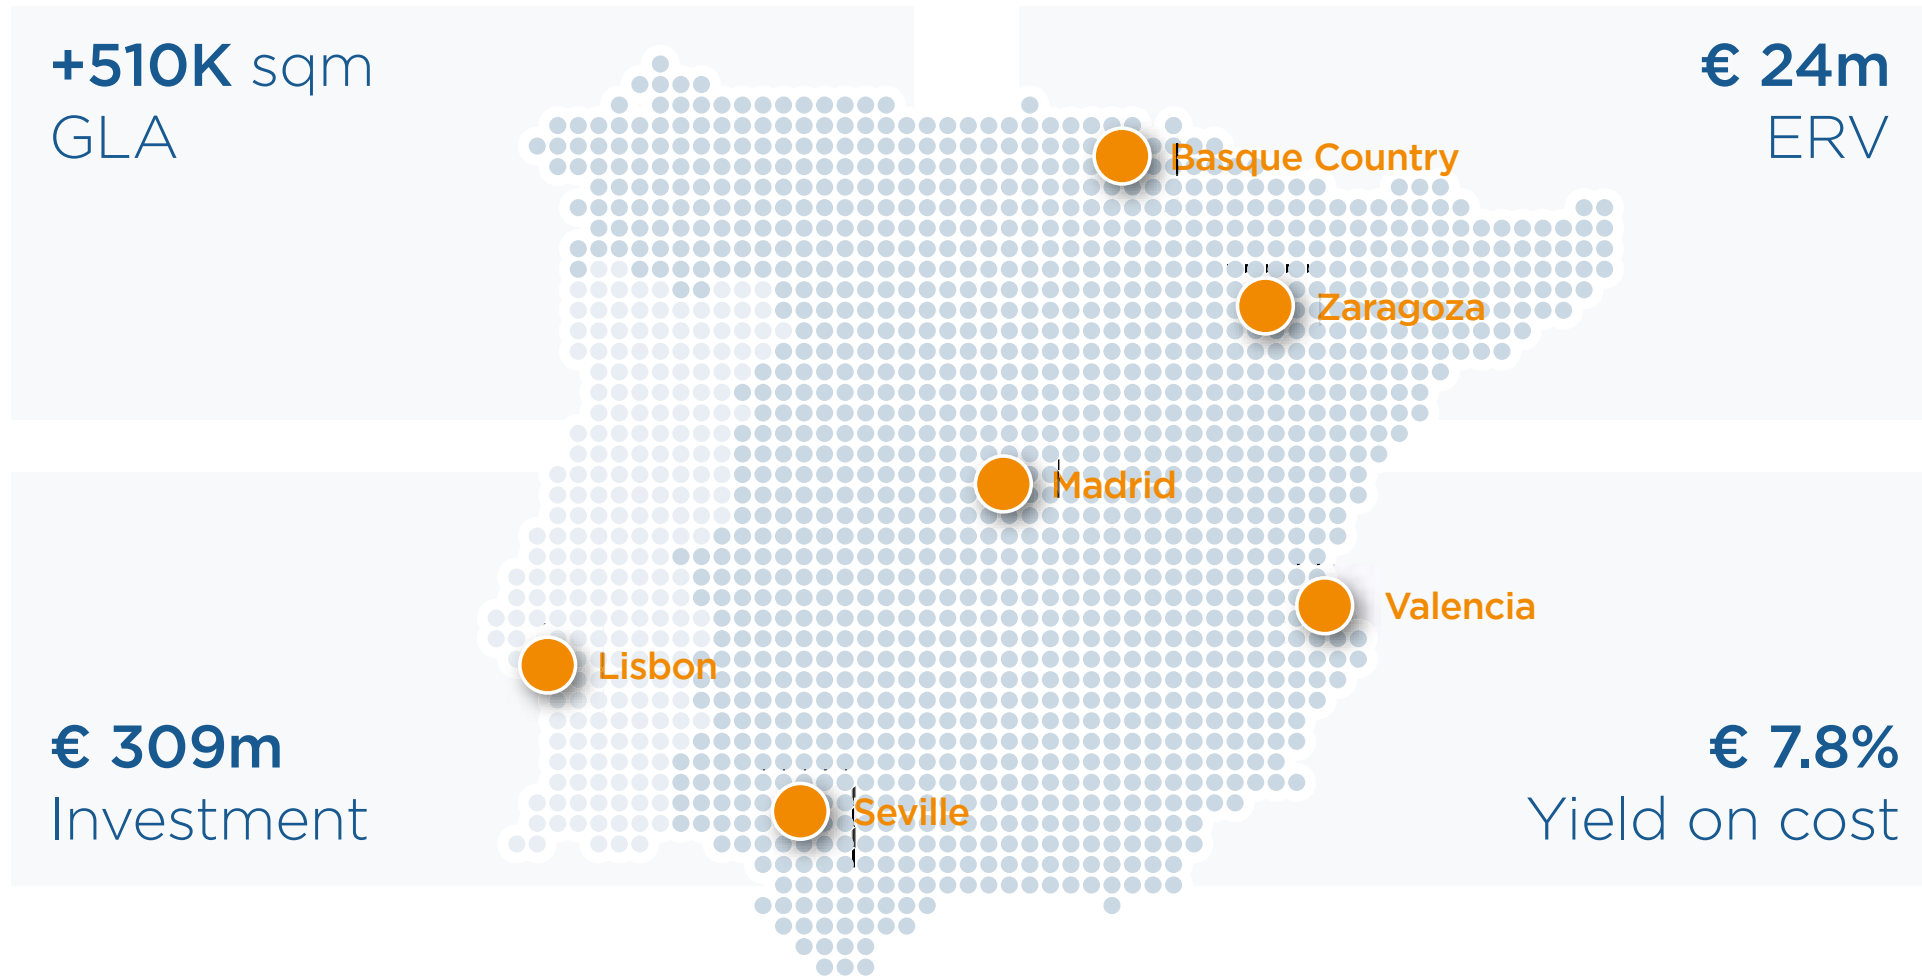 +510K sqm
GLA
€ 24m
ERV
Basque Country
Zaragoza
Madrid
Valencia
Lisbon
Seville
€ 309m
Investment
€ 7.8%
Yield on cost